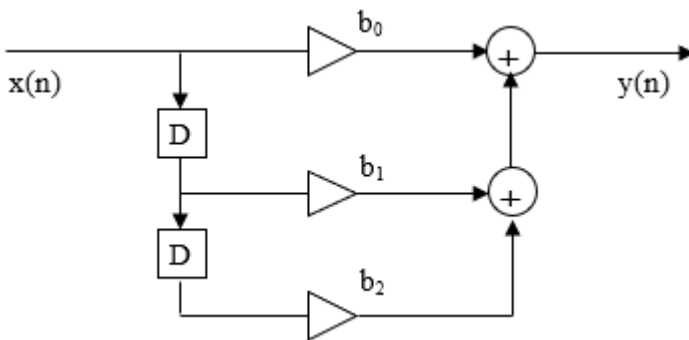 b₀
+
x(n)
y(n)
D
b₁
+
D
b₂